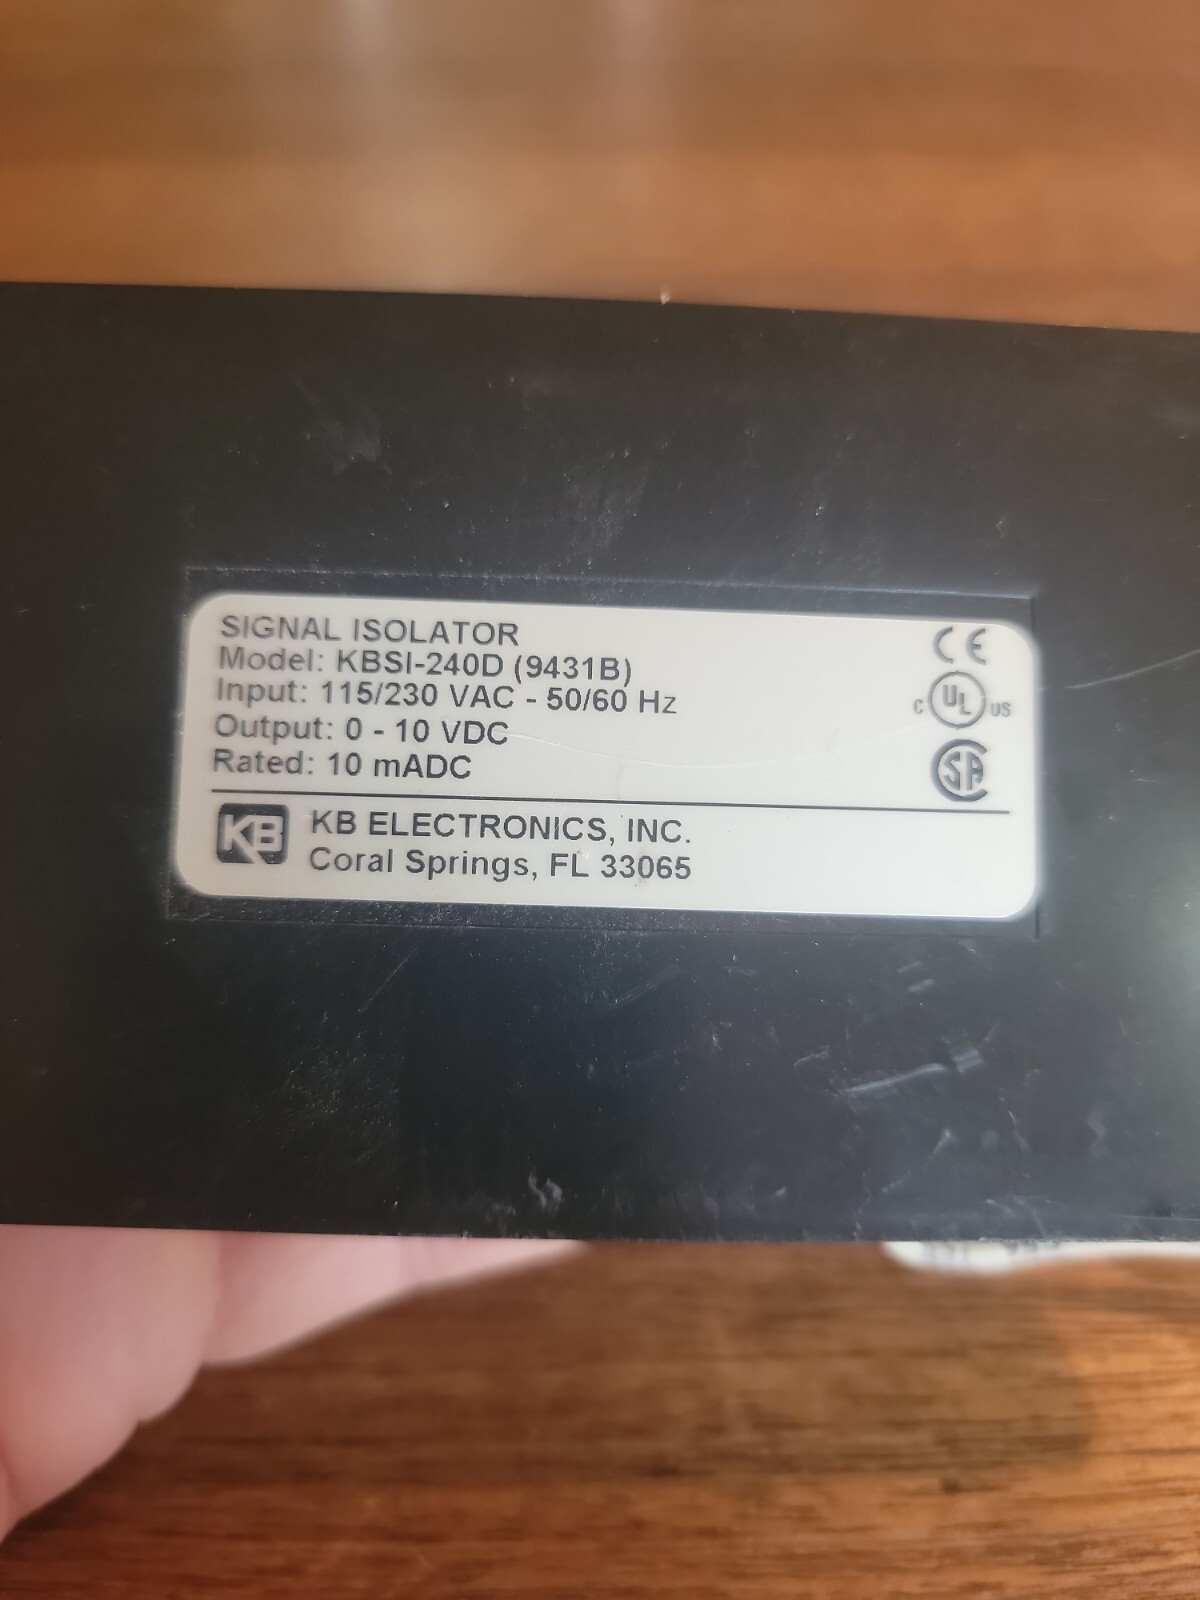 SIGNAL ISOLATOR
Model: KBSI-240D (9431B)
Input: 115/230 VAC - 50/60 Hz
Output: 0 - 10 VDC
Rated: 10 mADC
CE
C UL US
SA
KB
KB ELECTRONICS, INC.
Coral Springs, FL 33065